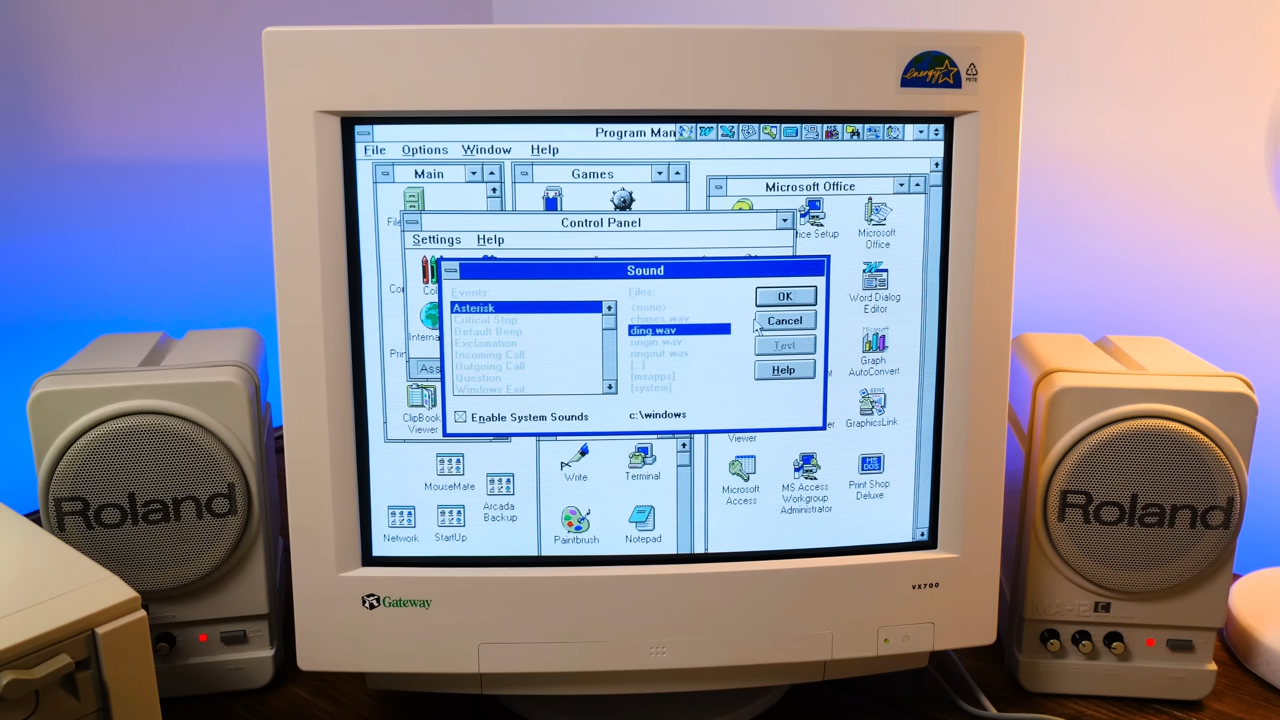 energy
PETE
Program Man
File Options Window Help
Main
Games
Microsoft Office
Control Panel
ice Setup
Microsoft
Office
Settings Help
Sound
Events:
Files:
Asterisk
Critical Stop
Default Beep
Exclamation
Incoming Call
Outgoing Call
Question
Windows Exit
<none>
chimes.wav
ding.wav
ringin.wav
ringout.wav
[..]
[msapps]
[system]
OK
Cancel
Test
Help
Enable System Sounds
c:\windows
Word Dialog
Editor
Microsoft
Graph
AutoConvert
GraphicsLink
Interna
Ass
ClipBook
Viewer
Viewer
MouseMate
Arcada
Backup
Network
StartUp
Write
Terminal
Paintbrush
Notepad
Microsoft
Access
MS Access
Workgroup
Administrator
MS
DOS
Print Shop
Deluxe
Roland
Roland
MA-12C
Gateway
VX700